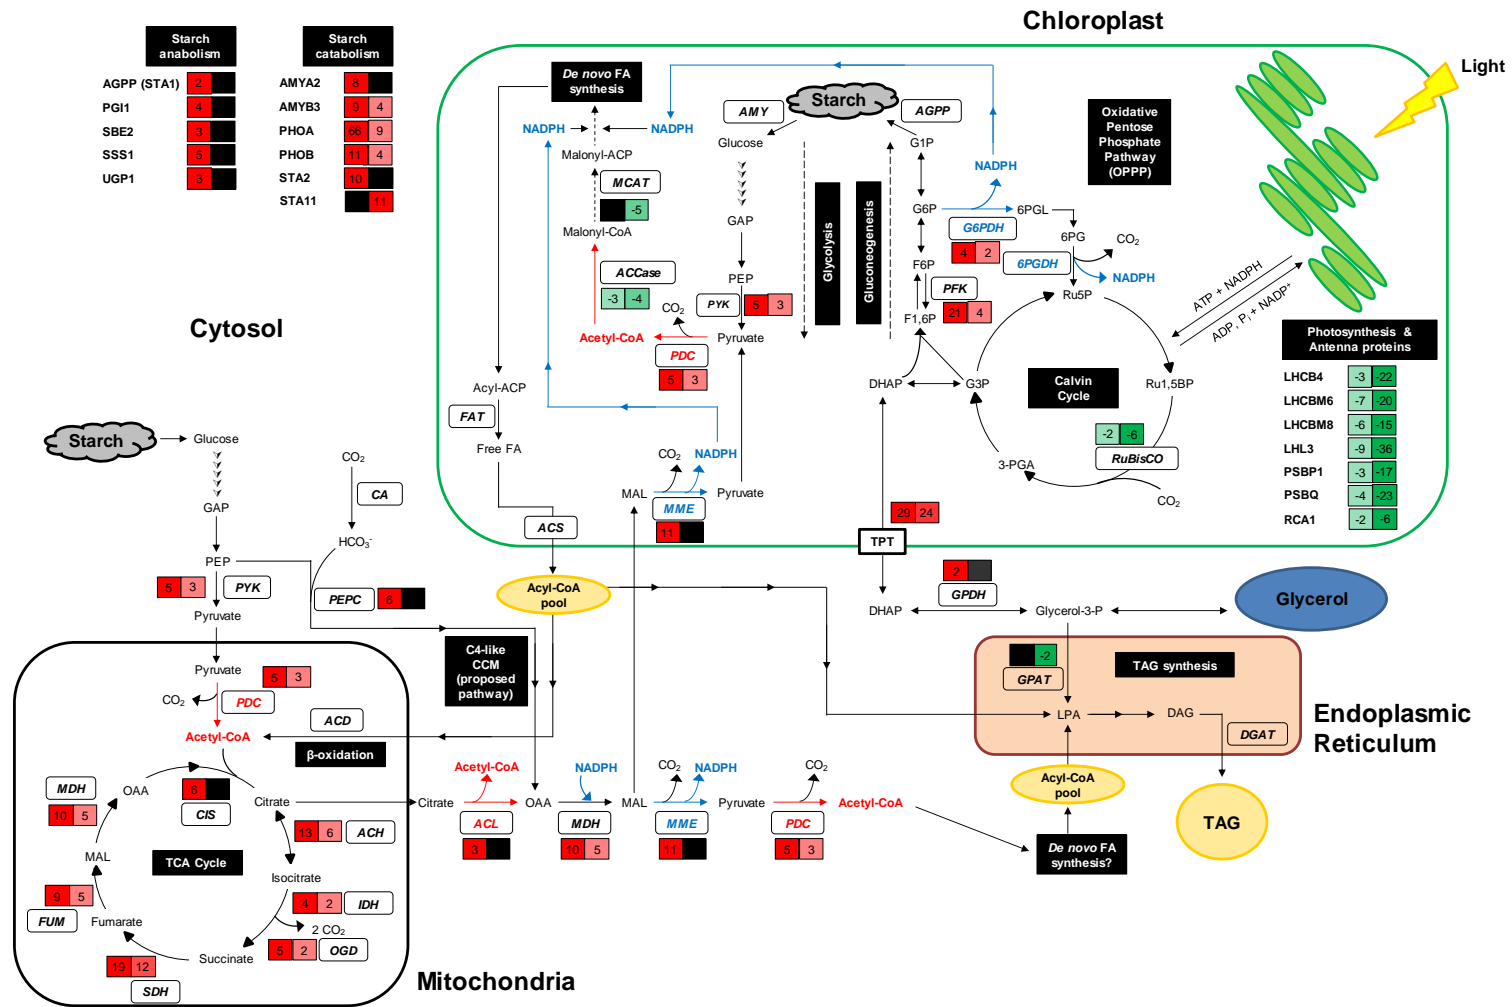 Chloroplast
Starch
anabolism
AGPP (STA1) 2
PGI1 4
SBE2 3
SSS1 5
UGP1 3
Starch
catabolism
AMYA2 8
AMYB3 9 4
PHOA 66 9
PHOB 11 4
STA2 10
STA11 11
De novo FA
synthesis
NADPH
NADPH
Malonyl-ACP
MCAT
-5
Malonyl-CoA
ACCase
-3 -4
CO2
Acetyl-CoA
PDC
5 3
AMY
Starch
AGPP
Glucose
G1P
GAP
PEP
PYK
5 3
Pyruvate
Glycolysis
Gluconeogenesis
NADPH
G6P
6PGL
G6PDH
4 2
6PG
CO2
6PGDH
NADPH
F6P
PFK
21 4
F1,6P
Ru5P
Oxidative
Pentose
Phosphate
Pathway
(OPPP)
Light
ATP + NADPH
ADP, Pi + NADP+
DHAP
G3P
Calvin
Cycle
Ru1,5BP
-2 -6
RuBisCO
3-PGA
CO2
Photosynthesis &
Antenna proteins
LHCB4 -3 -22
LHCBM6 -7 -20
LHCBM8 -6 -15
LHL3 -9 -36
PSBP1 -3 -17
PSBQ -4 -23
RCA1 -2 -6
Acyl-ACP
FAT
Free FA
ACS
CO2
NADPH
MAL
Pyruvate
MME
11
29 24
TPT
Cytosol
Starch
Glucose
GAP
PEP
5 3
PYK
Pyruvate
CO2
CA
HCO3-
PEPC
6
Acyl-CoA
pool
2
GPDH
DHAP
Glycerol-3-P
Glycerol
C4-like
CCM
(proposed
pathway)
-2
GPAT
TAG synthesis
LPA
DAG
DGAT
Endoplasmic
Reticulum
Acyl-CoA
pool
TAG
De novo FA
synthesis?
Pyruvate
5 3
CO2
PDC
Acetyl-CoA
ACD
β-oxidation
MDH
10 5
OAA
6
CIS
Citrate
13 6
ACH
TCA Cycle
MAL
Isocitrate
9 5
FUM
Fumarate
4 2
IDH
2 CO2
5 2
OGD
Succinate
19 12
SDH
Mitochondria
Citrate
Acetyl-CoA
ACL
3
OAA
NADPH
MDH
10 5
MAL
CO2
NADPH
MME
11
Pyruvate
CO2
PDC
5 3
Acetyl-CoA